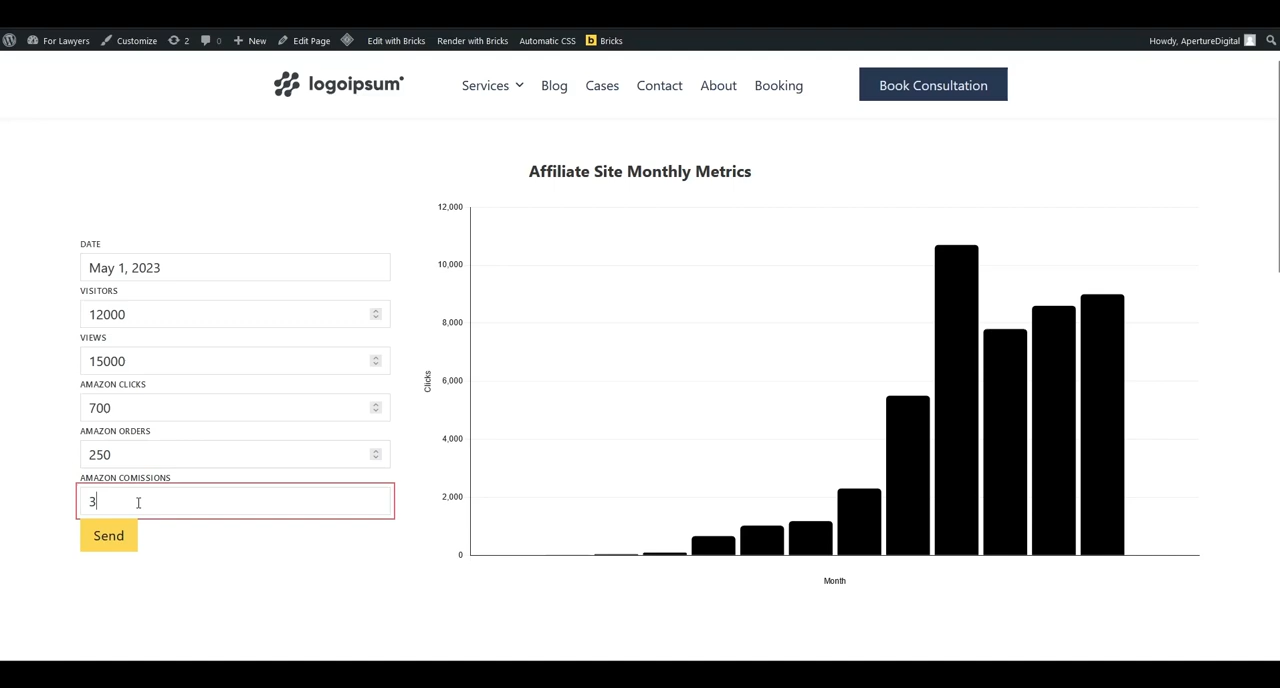 For Lawyers Customize 2 0 New Edit Page Edit with Bricks Render with Bricks Automatic CSS b Bricks Howdy, ApertureDigital
logoipsum Services Blog Cases Contact About Booking Book Consultation
Affiliate Site Monthly Metrics
DATE
May 1, 2023
VISITORS
12000
VIEWS
15000
AMAZON CLICKS
700
AMAZON ORDERS
250
AMAZON COMISSIONS
3
Send
12,000
10,000
8,000
6,000
4,000
2,000
0
Clicks
Month